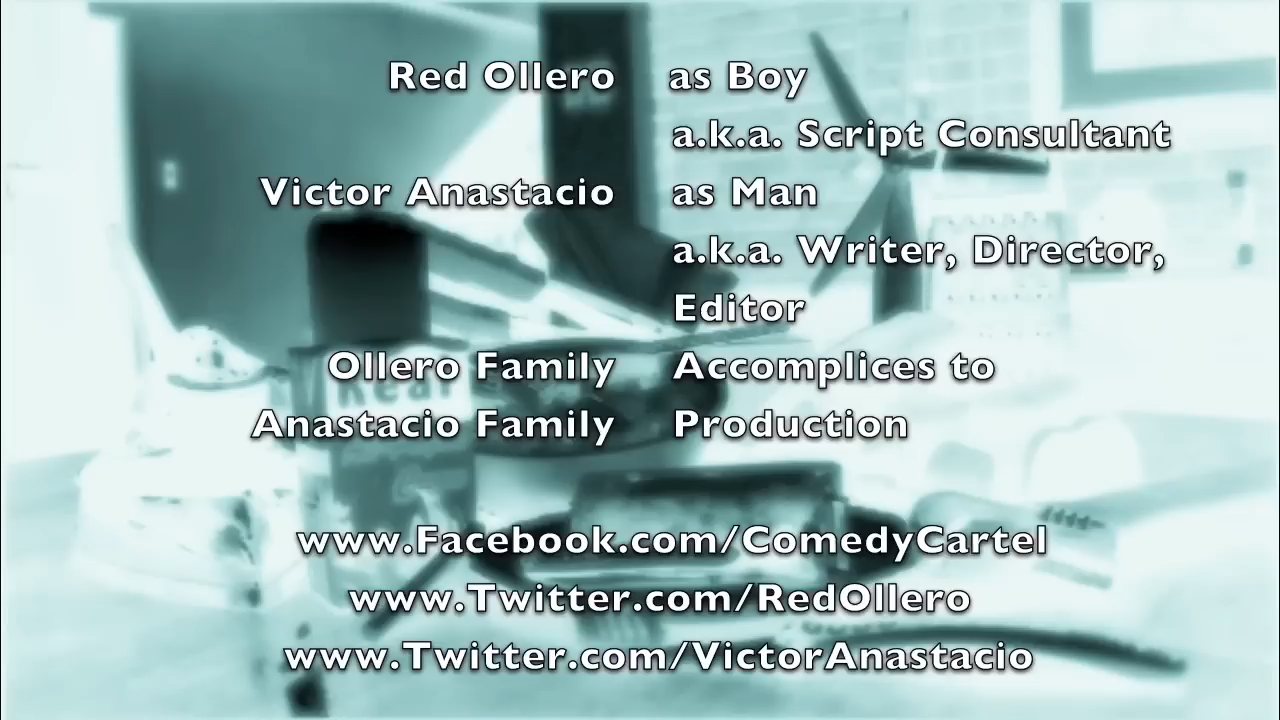 Red Ollero as Boy
a.k.a. Script Consultant
Victor Anastacio as Man
a.k.a. Writer, Director,
Editor
Ollero Family Accomplices to
Anastacio Family Production
www.Facebook.com/ComedyCartel
www.Twitter.com/RedOllero
www.Twitter.com/VictorAnastacio